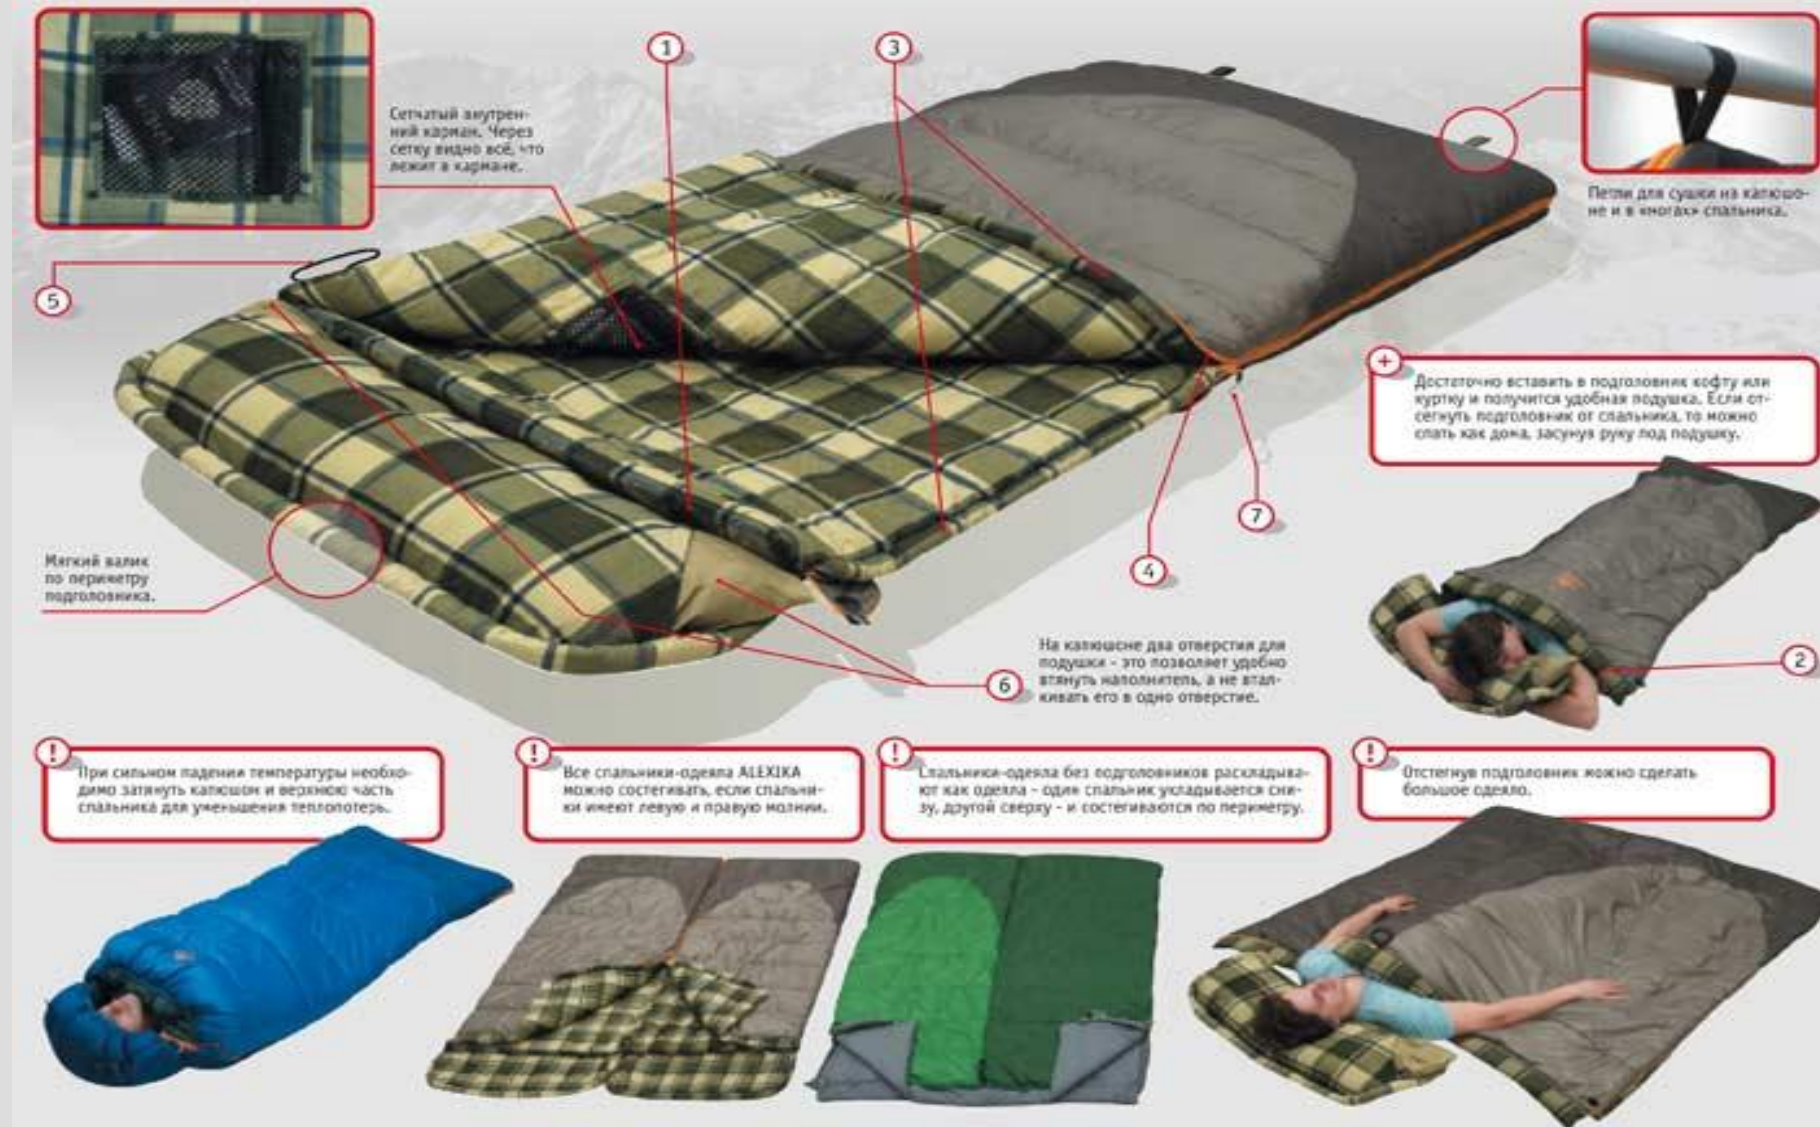 1
3
Сетчатый внутрен-
ний карман. Через
сетку видно всё, что
лежит в кармане.
Петли для сушки на капюшо-
не и в «ногах» спальника.
5
+
Достаточно вставить в подголовник кофту или
куртку и получится удобная подушка. Если от-
сегнуть подголовник от спальника, то можно
спать как дома, засунув руку под подушку.
7
4
Мягкий валик
по периметру
подголовника.
6
На капюшоне два отверстия для
подушки - это позволяет удобно
втянуть наполнитель, а не втал-
кивать его в одно отверстие.
2
!
При сильном падении температуры необхо-
димо затянуть капюшон и верхнюю часть
спальника для уменьшения теплопотерь.
!
Все спальники-одеяла ALEXIKA
можно состегивать, если спальни-
ки имеют левую и правую молнии.
!
Спальники-одеяла без подголовников раскладыва-
ют как одеяла - один спальник укладывается сни-
зу, другой сверху - и состегиваются по периметру.
!
Отстегнув подголовник можно сделать
большое одеяло.